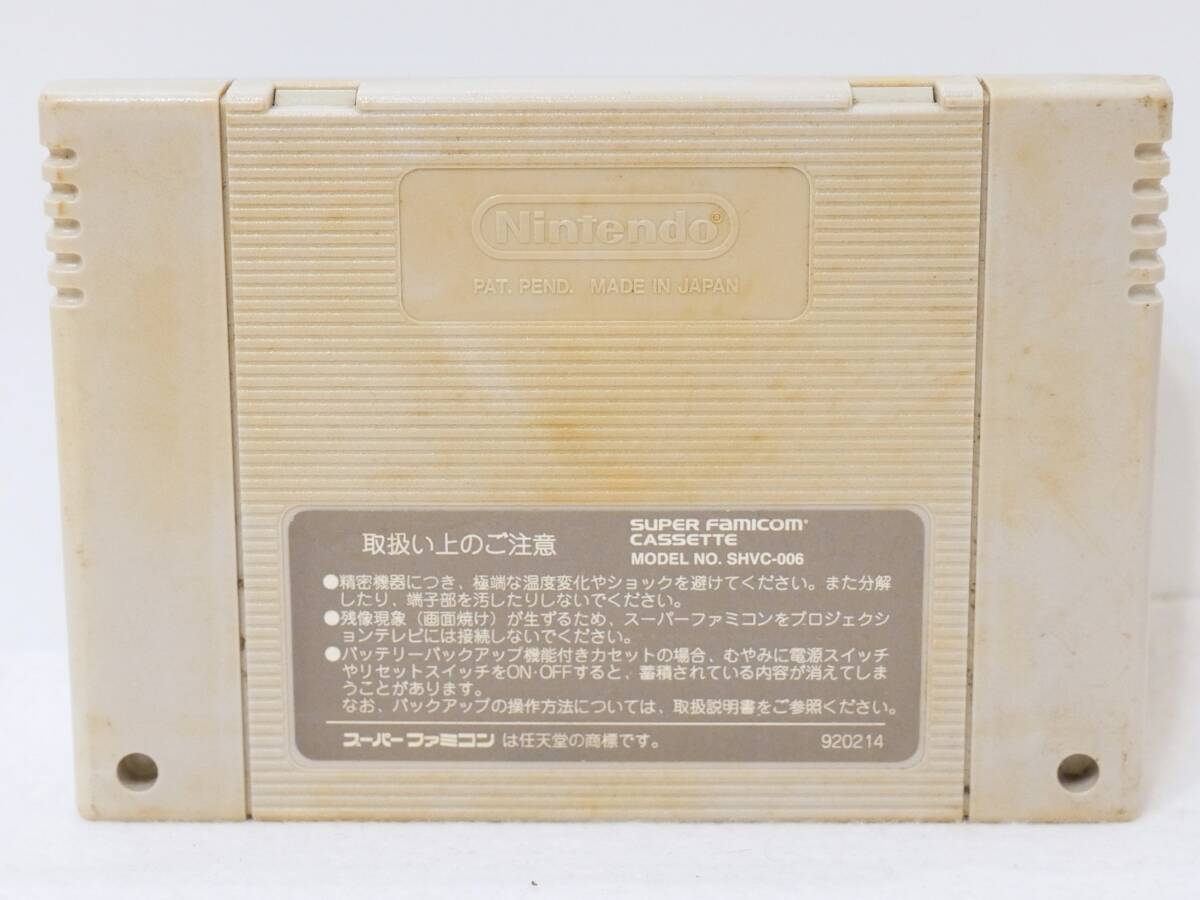 Nintendo®
PAT. PEND. MADE IN JAPAN
取扱い上のご注意
SUPER FAMICOM
CASSETTE
MODEL NO. SHVC-006
●精密機器につき、極端な温度変化やショックを避けてください。また分解
したり、端子部を汚したりしないでください。
●残像現象（画面焼け）が生ずるため、スーパーファミコンをプロジェクシ
ョンテレビには接続しないでください。
●バッテリーバックアップ機能付きカセットの場合、むやみに電源スイッチ
やリセットスイッチをON・OFFすると、蓄積されている内容が消えてしま
うことがあります。
なお、バックアップの操作方法については、取扱説明書をご参照ください。
スーパーファミコン は任天堂の商標です。
920214